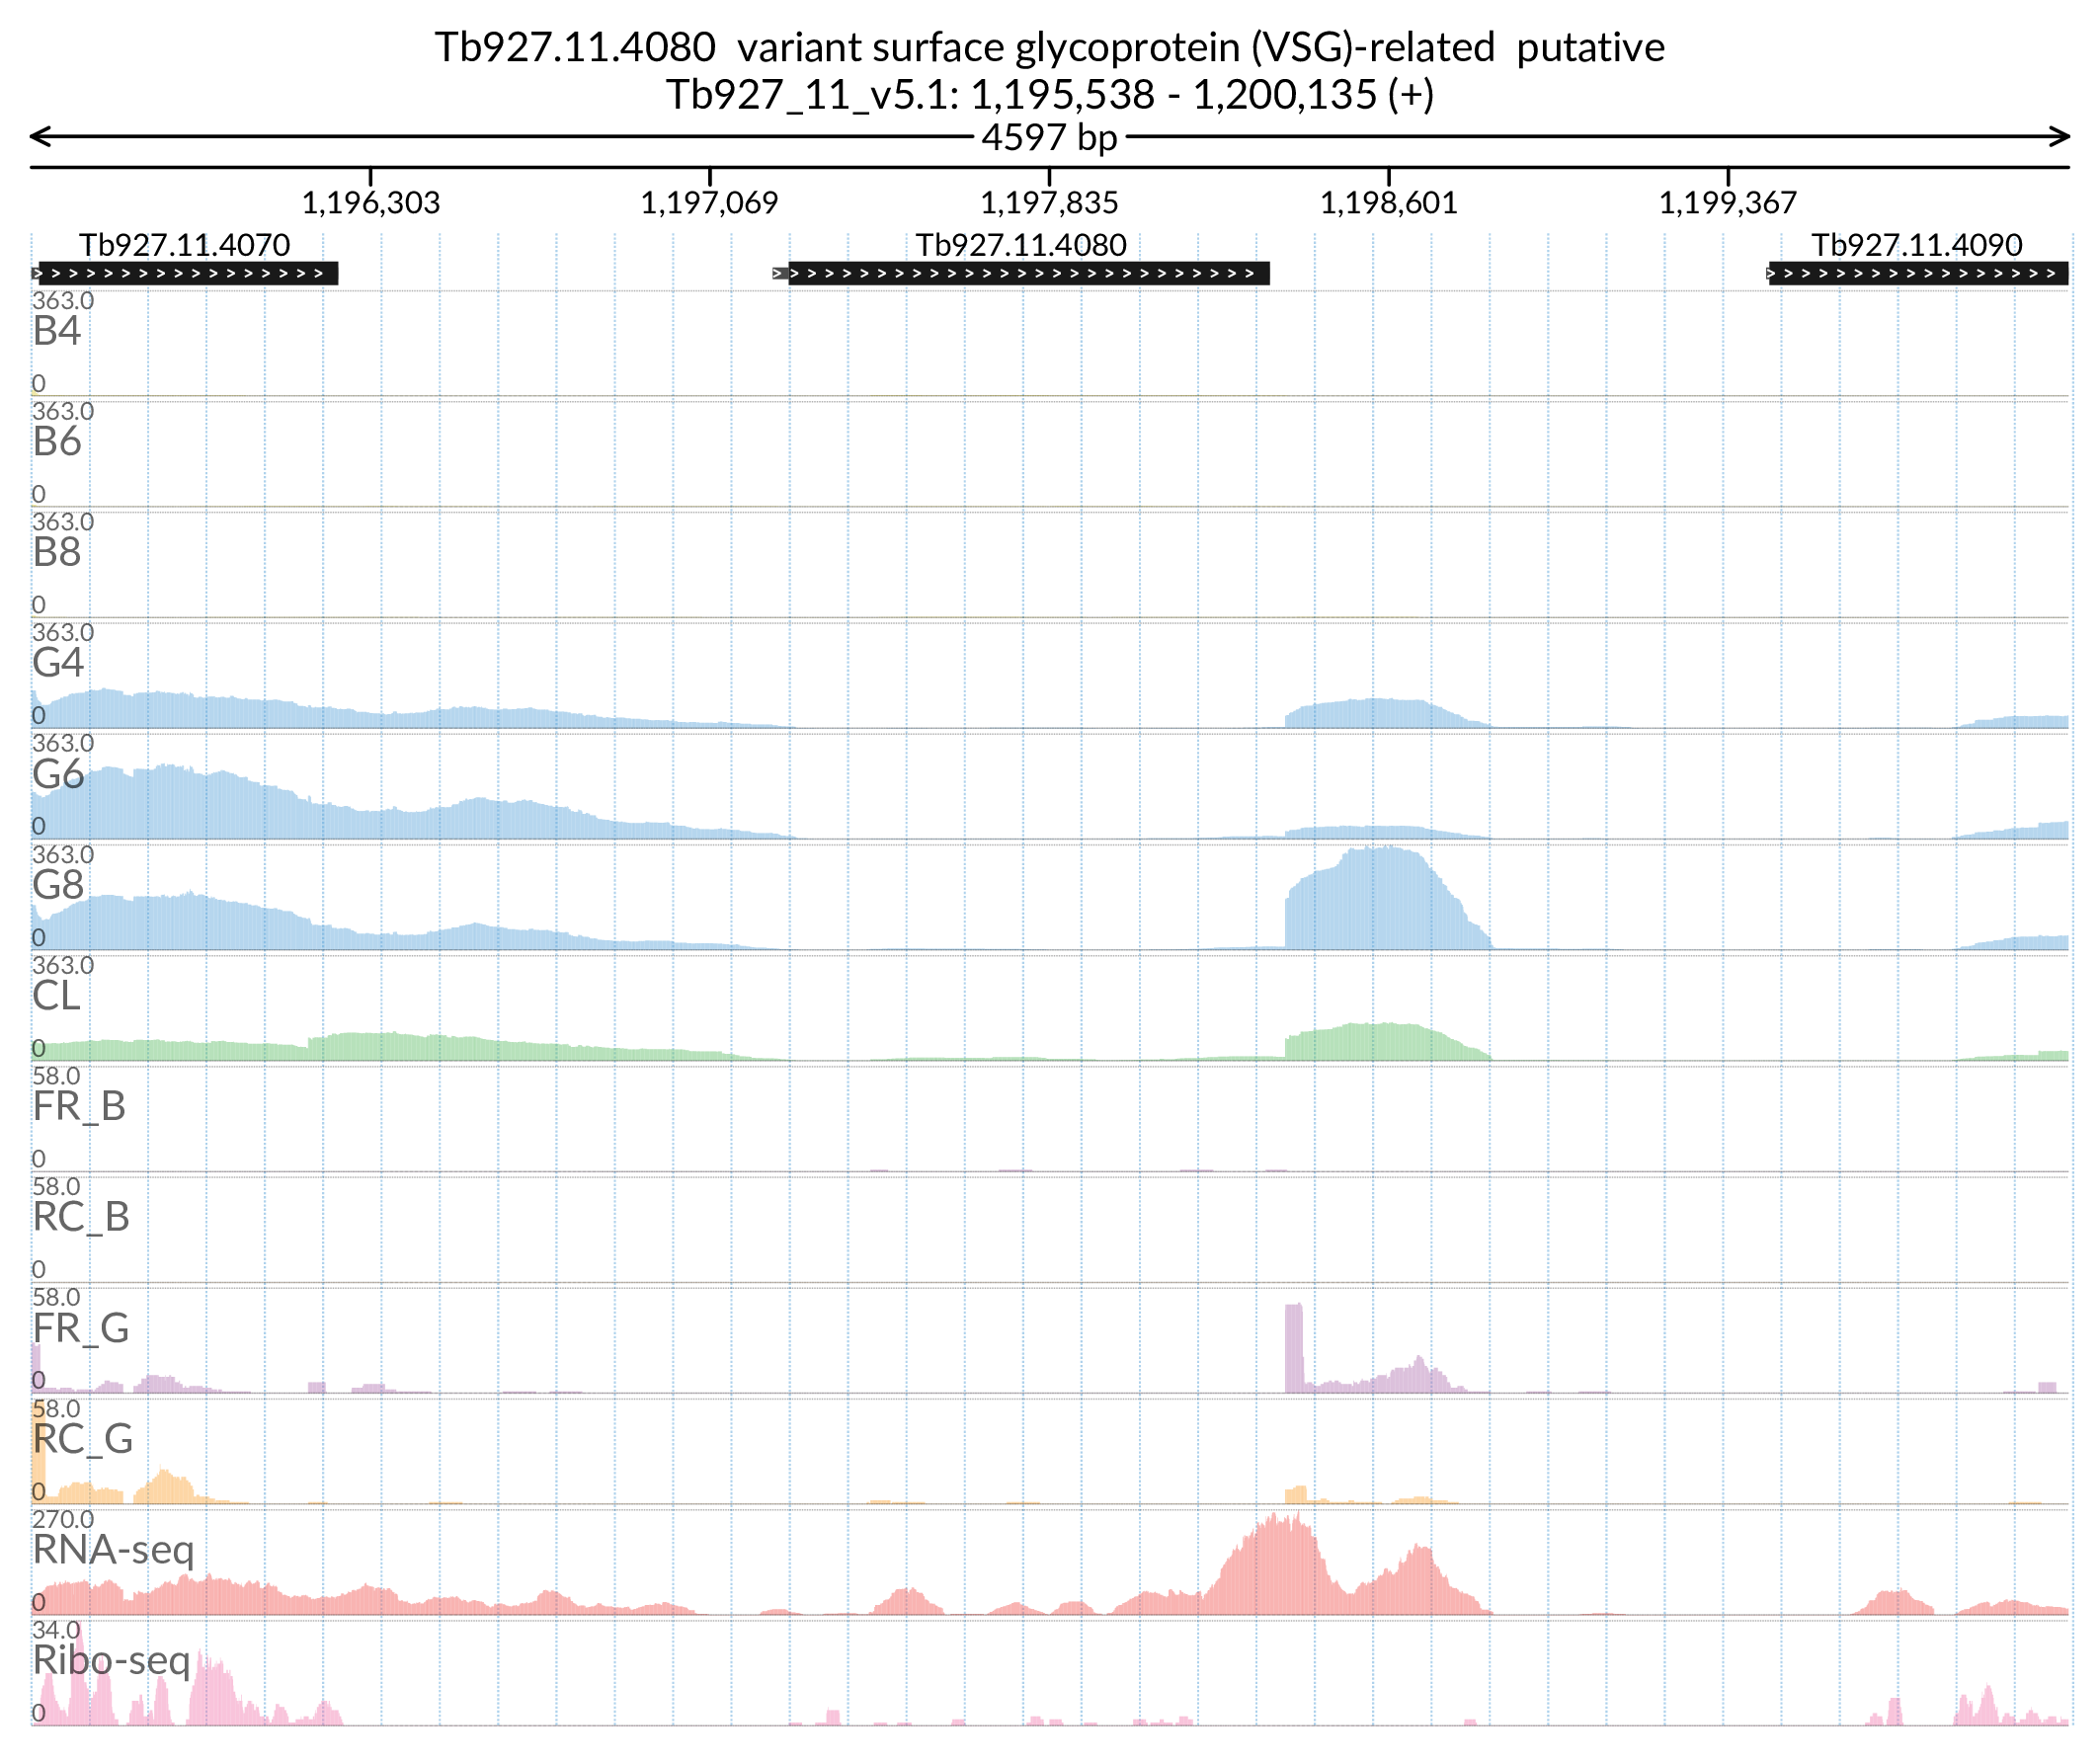 Tb927.11.4080 variant surface glycoprotein (VSG)-related putative
Tb927_11_v5.1: 1,195,538 - 1,200,135 (+)
4597 bp
1,196,303 1,197,069 1,197,835 1,198,601 1,199,367
Tb927.11.4070 Tb927.11.4080 Tb927.11.4090
363.0
B4
0
363.0
B6
0
363.0
B8
0
363.0
G4
0
363.0
G6
0
363.0
G8
0
363.0
CL
0
58.0
FR_B
0
58.0
RC_B
0
58.0
FR_G
0
58.0
RC_G
0
270.0
RNA-seq
0
34.0
Ribo-seq
0